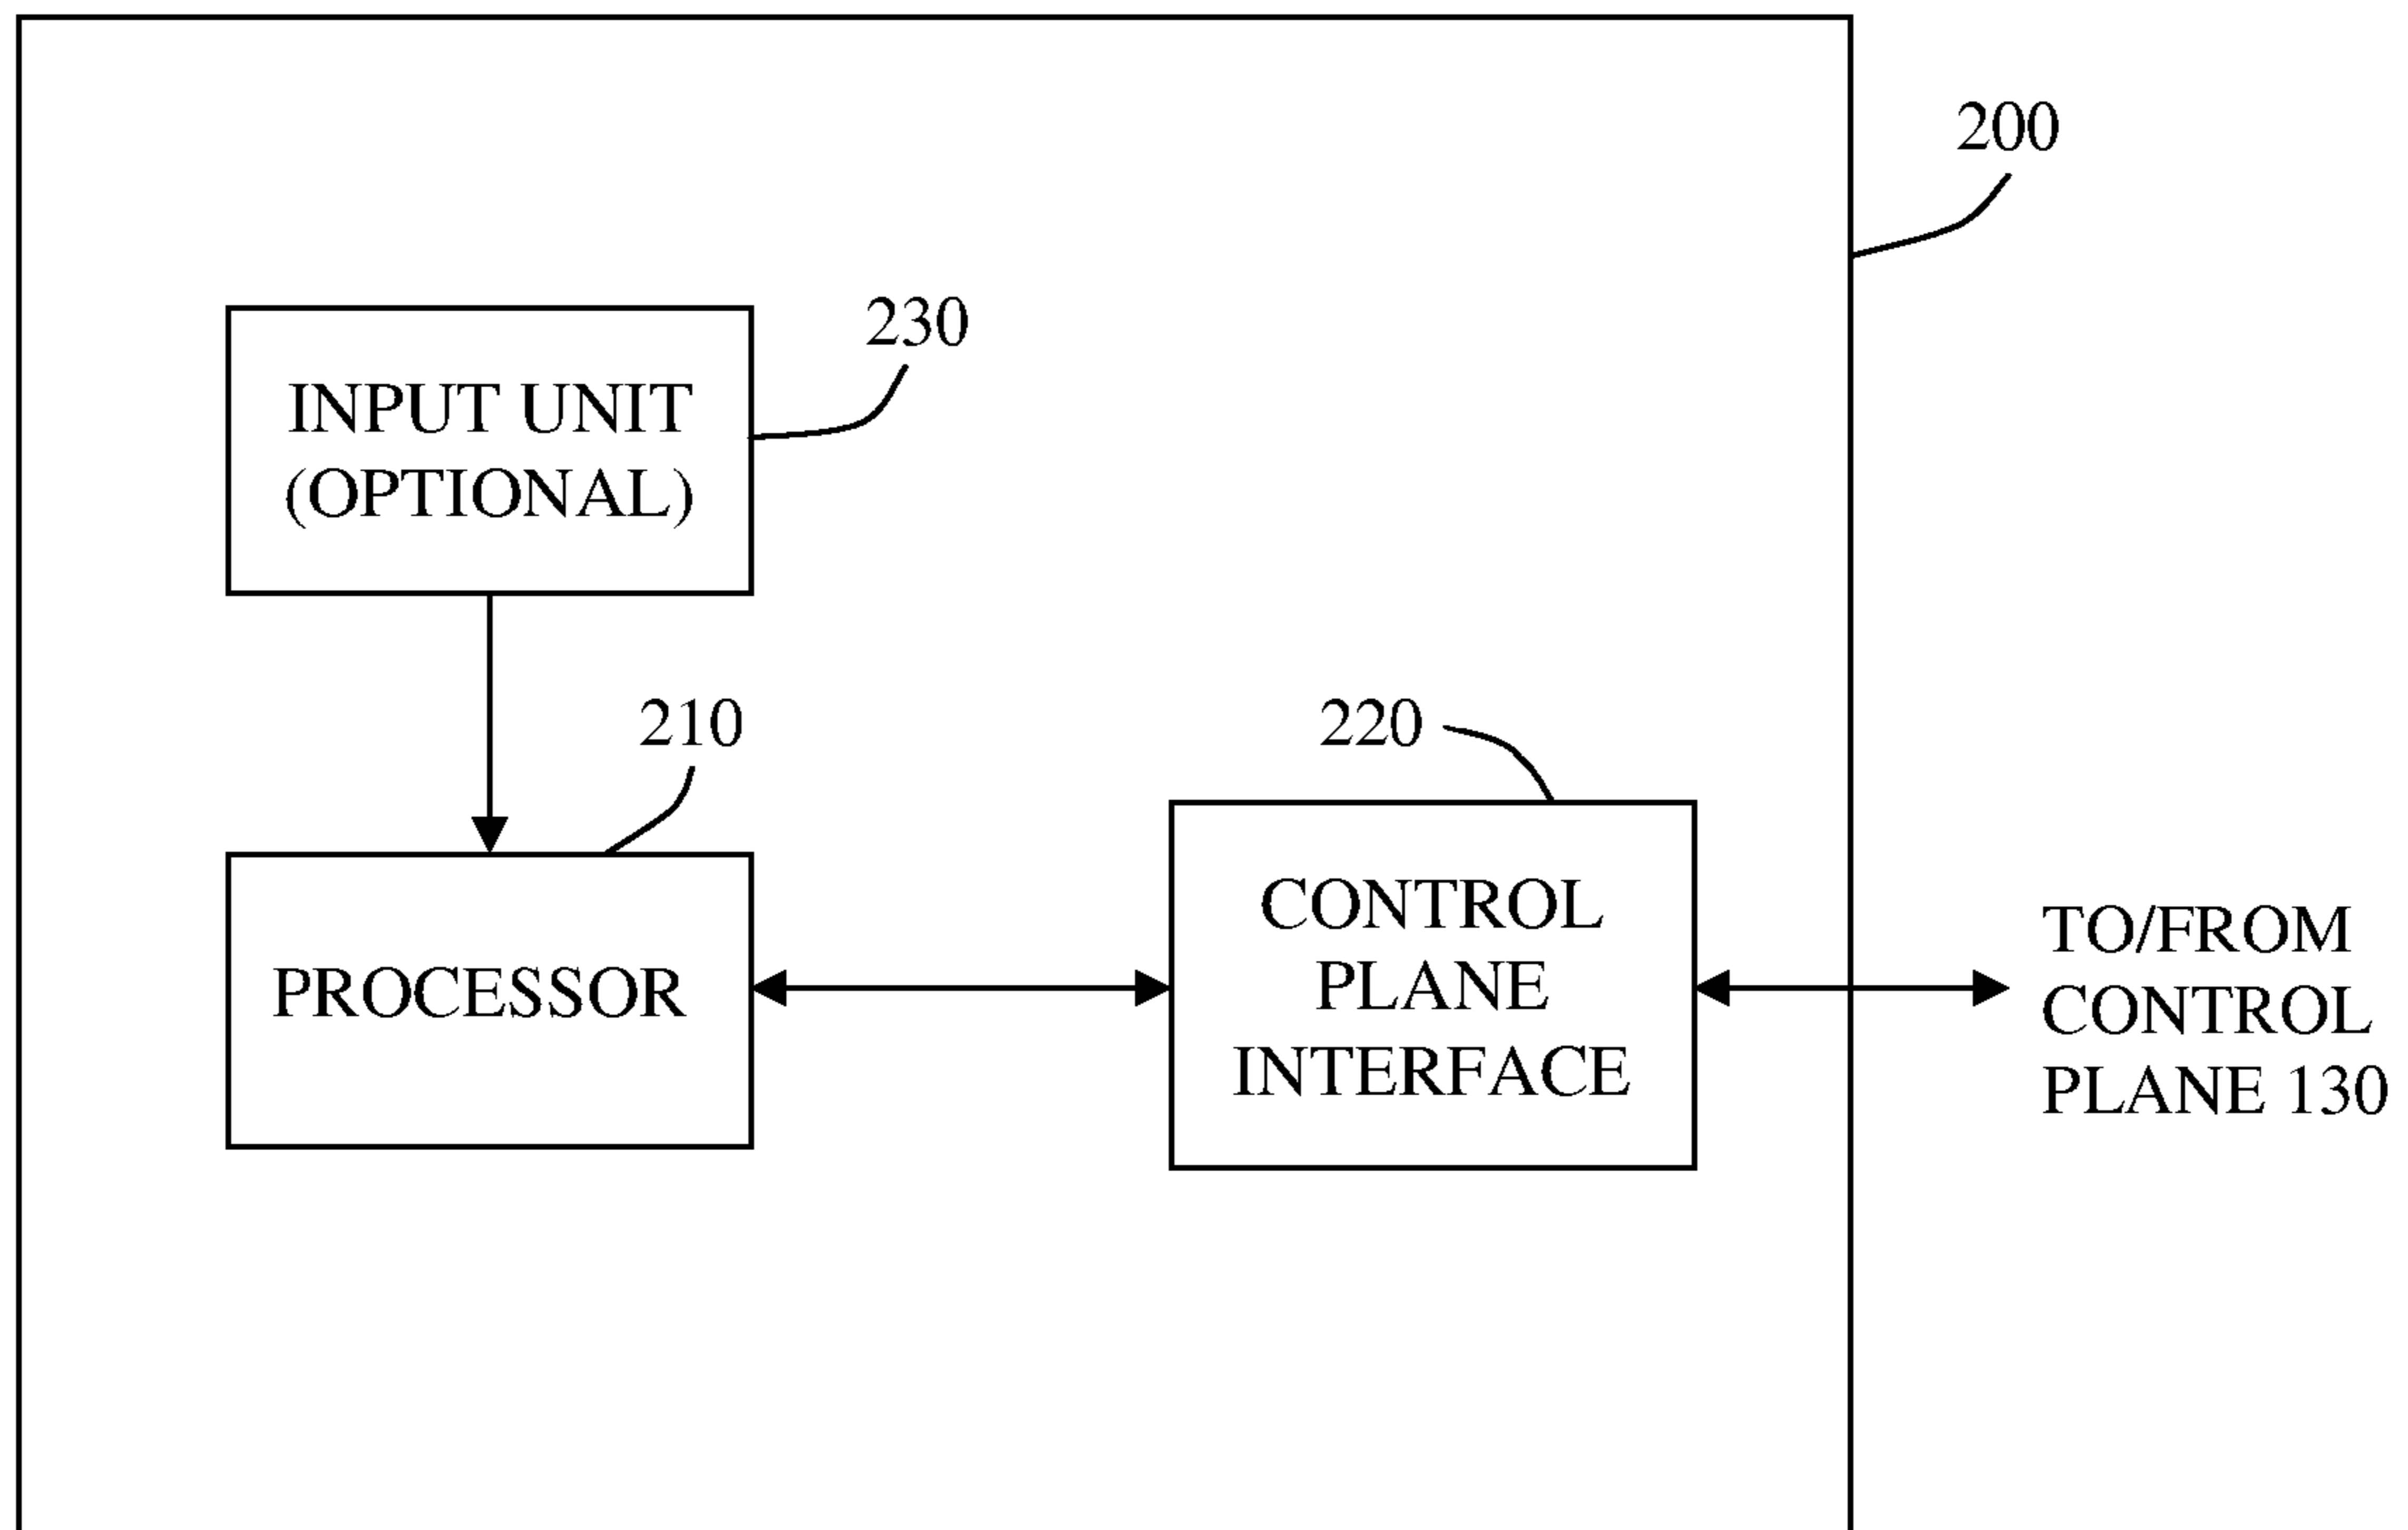 200
230
INPUT UNIT
(OPTIONAL)
210
220
PROCESSOR
CONTROL
PLANE
INTERFACE
TO/FROM
CONTROL
PLANE 130